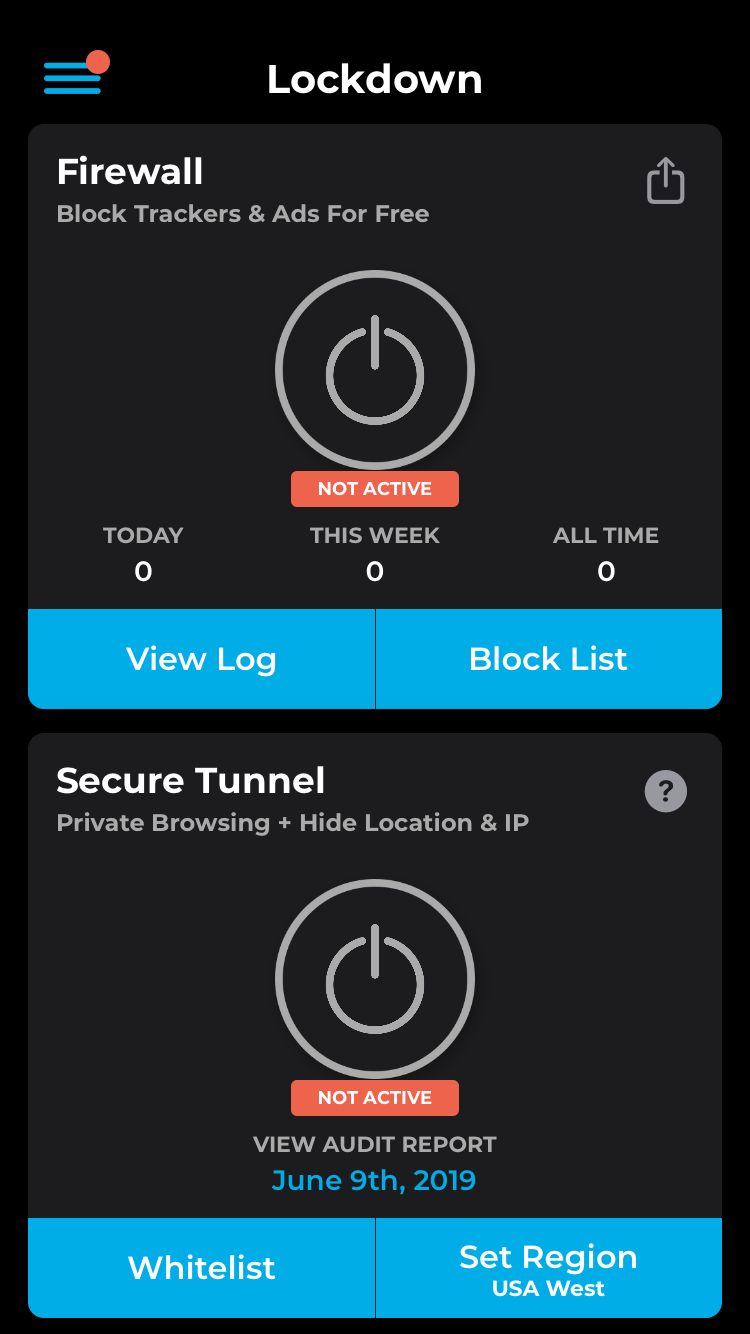 Lockdown
Firewall
Block Trackers & Ads For Free
NOT ACTIVE
TODAY THIS WEEK ALL TIME
0 0 0
View Log Block List
Secure Tunnel
?
Private Browsing + Hide Location & IP
NOT ACTIVE
VIEW AUDIT REPORT
June 9th, 2019
Whitelist Set Region
USA West